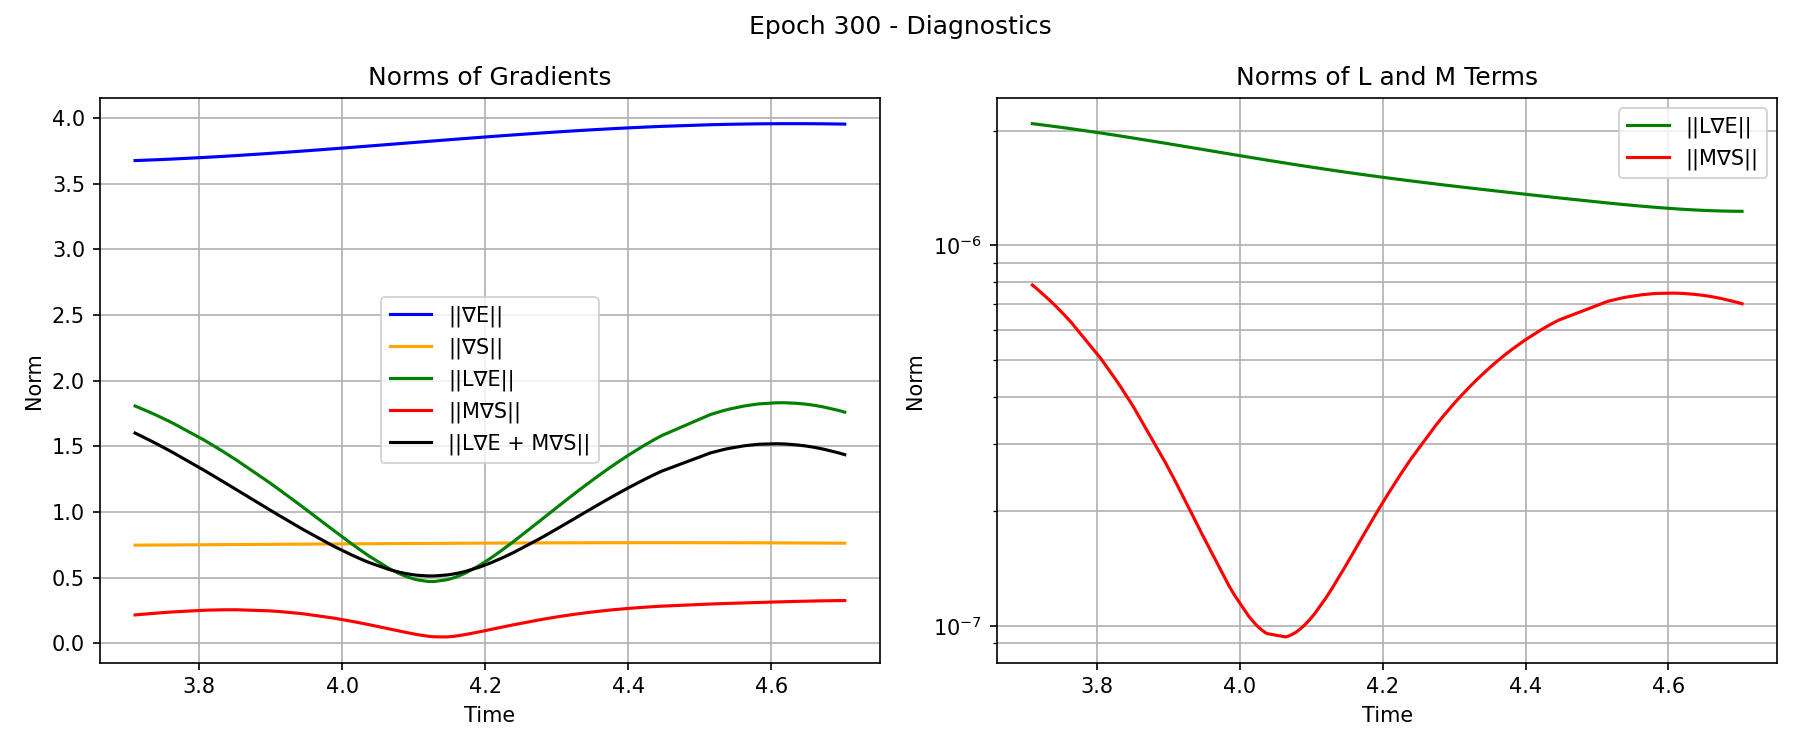 Epoch 300 - Diagnostics
Norms of Gradients
Norm
4.0
3.5
3.0
2.5
2.0
1.5
1.0
0.5
0.0
||∇E||
||∇S||
||L∇E||
||M∇S||
||L∇E + M∇S||
3.8
4.0
4.2
4.4
4.6
Time
Norms of L and M Terms
Norm
10⁻⁶
10⁻⁷
||L∇E||
||M∇S||
3.8
4.0
4.2
4.4
4.6
Time